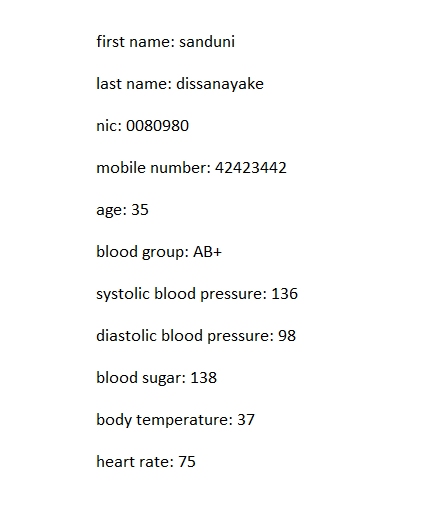 first name: sanduni
last name: dissanayake
nic: 0080980
mobile number: 42423442
age: 35
blood group: AB+
systolic blood pressure: 136
diastolic blood pressure: 98
blood sugar: 138
body temperature: 37
heart rate: 75